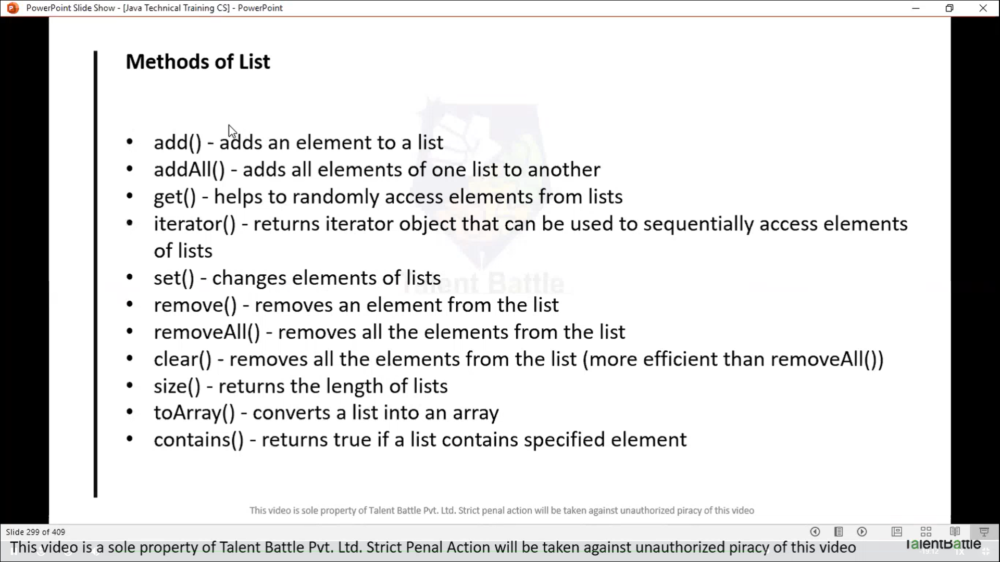 PowerPoint Slide Show - [Java Technical Training CS] - PowerPoint
Methods of List
• add() - adds an element to a list
• addAll() - adds all elements of one list to another
• get() - helps to randomly access elements from lists
• iterator() - returns iterator object that can be used to sequentially access elements
of lists
• set() - changes elements of lists
• remove() - removes an element from the list
• removeAll() - removes all the elements from the list
• clear() - removes all the elements from the list (more efficient than removeAll())
• size() - returns the length of lists
• toArray() - converts a list into an array
• contains() - returns true if a list contains specified element
Talent Battle
This video is sole property of Talent Battle Pvt. Ltd. Strict penal action will be taken against unauthorized piracy of this video
Slide 299 of 409
This video is a sole property of Talent Battle Pvt. Ltd. Strict Penal Action will be taken against unauthorized piracy of this video
TalentBattle
-19:12
1X